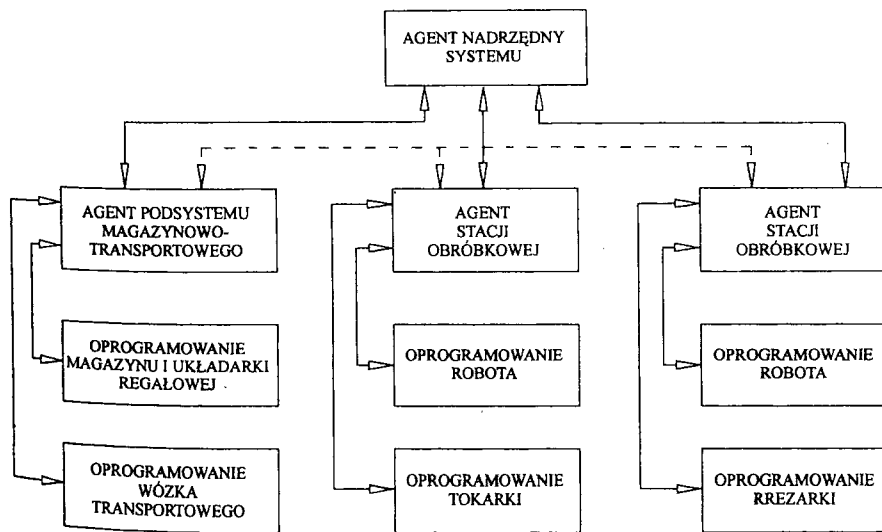 AGENT NADRZĘDNY
SYSTEMU
AGENT PODSYSTEMU
MAGAZYNOWO-
TRANSPORTOWEGO
AGENT
STACJI
OBRÓBKOWEJ
AGENT
STACJI
OBRÓBKOWEJ
OPROGRAMOWANIE
MAGAZYNU I UKŁADARKI
REGAŁOWEJ
OPROGRAMOWANIE
ROBOTA
OPROGRAMOWANIE
ROBOTA
OPROGRAMOWANIE
WÓZKA
TRANSPORTOWEGO
OPROGRAMOWANIE
TOKARKI
OPROGRAMOWANIE
RREZARKI